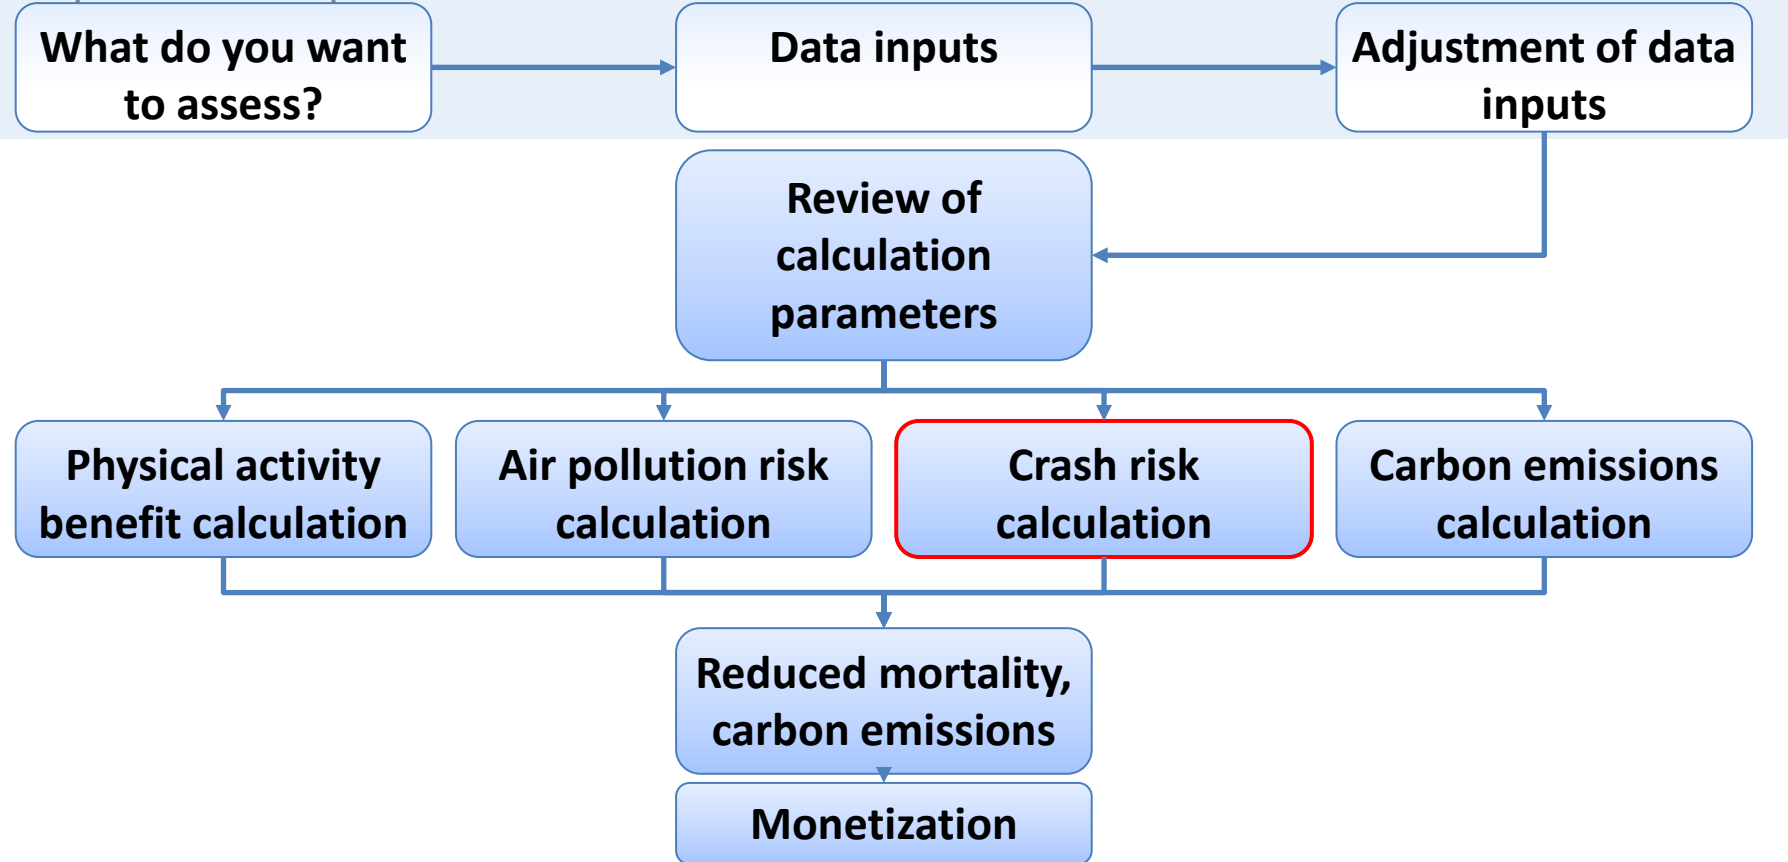 What do you want
to assess?
Data inputs
Adjustment of data
inputs
Review of
calculation
parameters
Physical activity
benefit calculation
Air pollution risk
calculation
Crash risk
calculation
Carbon emissions
calculation
Reduced mortality,
carbon emissions
Monetization